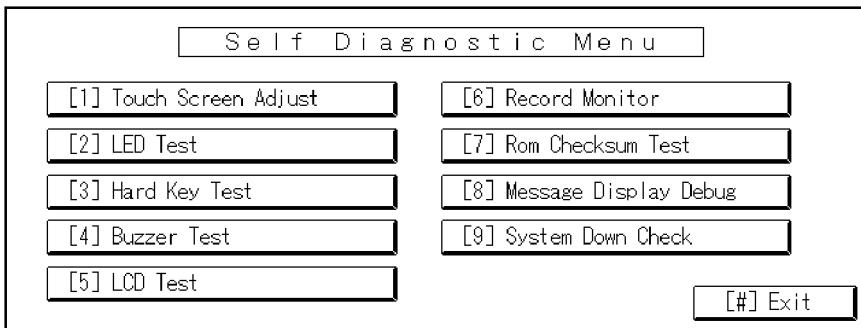 Self Diagnostic Menu
[1] Touch Screen Adjust
[2] LED Test
[3] Hard Key Test
[4] Buzzer Test
[5] LCD Test
[6] Record Monitor
[7] Rom Checksum Test
[8] Message Display Debug
[9] System Down Check
[#] Exit